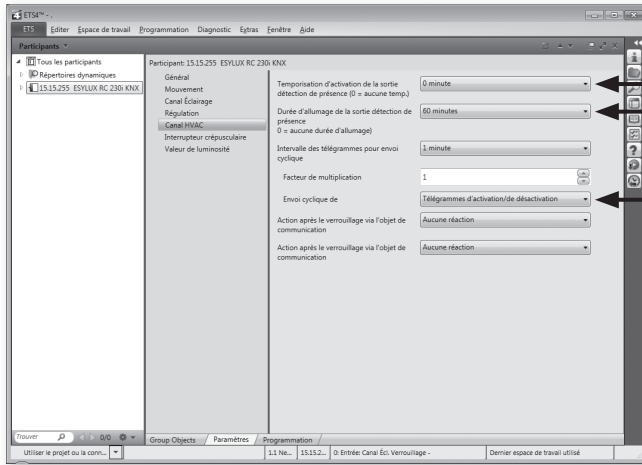 ETS4™ - .
ETS Editer Espace de travail Programmation Diagnostic Extras Fenêtre Aide
Participants
Tous les participants
Répertoires dynamiques
15.15.255 ESYLUX RC 230i KNX
Participant: 15.15.255 ESYLUX RC 230i KNX
Général
Mouvement
Canal Éclairage
Régulation
Canal HVAC
Interrupteur crépusculaire
Valeur de luminosité
Temporisation d'activation de la sortie
détection de présence (0 = aucune temp.)
0 minute
Durée d'allumage de la sortie détection de
présence
0 = aucune durée d'allumage)
60 minutes
Intervalle des télégrammes pour envoi
cyclique
1 minute
Facteur de multiplication
1
Envoi cyclique de
Télégrammes d'activation/de désactivation
Action après le verrouillage via l'objet de
communication
Aucune réaction
Action après le verrouillage via l'objet de
communication
Aucune réaction
Trouver
0/0
Group Objects Paramètres Programmation
Utiliser le projet ou la conn...
1.1 Ne... 15.15.2... 0: Entrée: Canal Écl. Verrouillage -
Dernier espace de travail utilisé